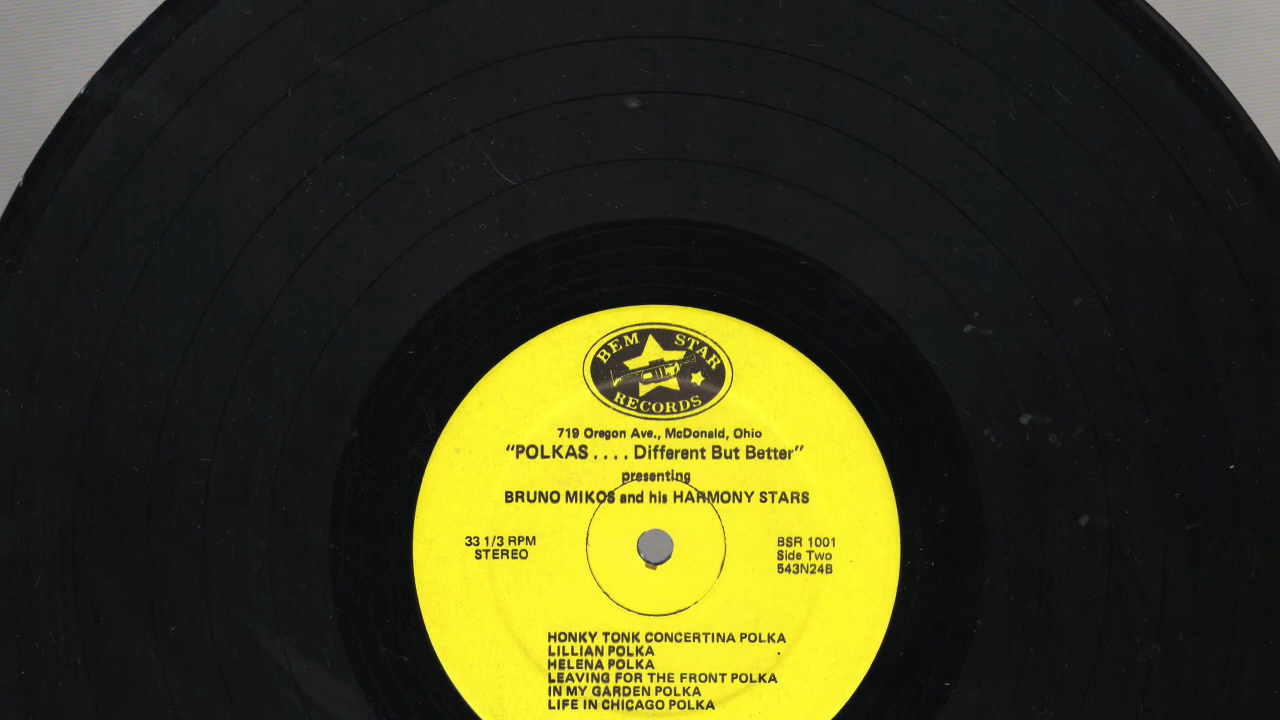 BEM STAR
RECORDS
719 Oregon Ave., McDonald, Ohio
"POLKAS . . . . Different But Better"
presenting
BRUNO MIKOS and his HARMONY STARS
33 1/3 RPM
STEREO
BSR 1001
Side Two
543N24B
HONKY TONK CONCERTINA POLKA
LILLIAN POLKA
HELENA POLKA
LEAVING FOR THE FRONT POLKA
IN MY GARDEN POLKA
LIFE IN CHICAGO POLKA